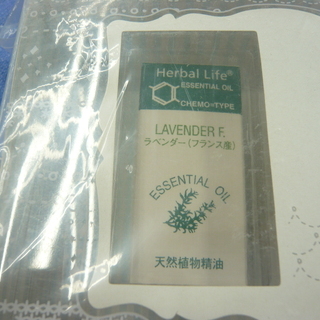 Herbal Life®
ESSENTIAL OIL
CHEMO=TYPE
LAVENDER F.
ラベンダー(フランス産)
ESSENTIAL OIL
天然植物精油